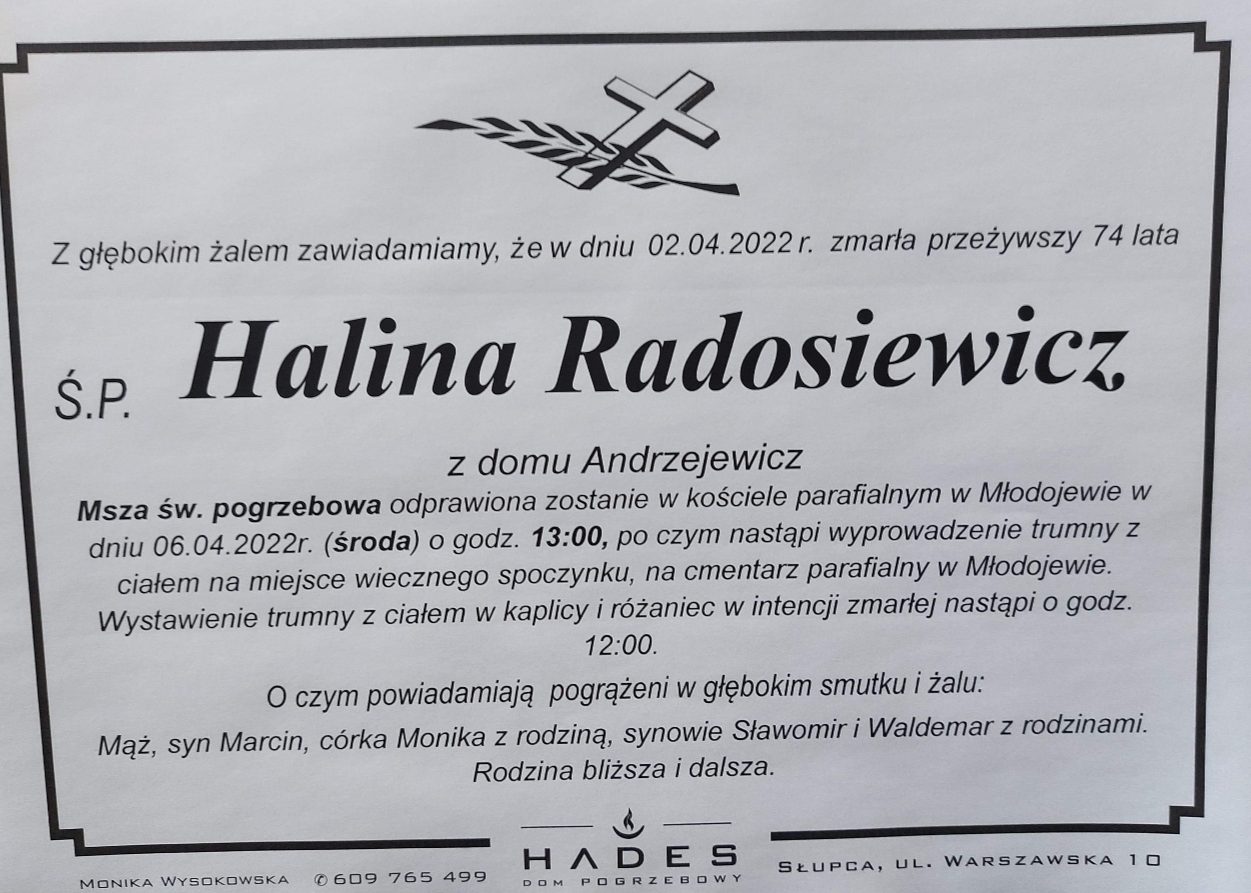 Z głębokim żalem zawiadamiamy, że w dniu 02.04.2022 r. zmarła przeżywszy 74 lata
Ś.P. Halina Radosiewicz
z domu Andrzejewicz
Msza św. pogrzebowa odprawiona zostanie w kościele parafialnym w Młodojewie w
dniu 06.04.2022r. (środa) o godz. 13:00, po czym nastąpi wyprowadzenie trumny z
ciałem na miejsce wiecznego spoczynku, na cmentarz parafialny w Młodojewie.
Wystawienie trumny z ciałem w kaplicy i różaniec w intencji zmarłej nastąpi o godz.
12:00.
O czym powiadamiają pogrążeni w głębokim smutku i żalu:
Mąż, syn Marcin, córka Monika z rodziną, synowie Sławomir i Waldemar z rodzinami.
Rodzina bliższa i dalsza.
HADES
DOM POGRZEBOWY
MONIKA WYSOKOWSKA ✆ 609 765 499
SŁUPCA, UL. WARSZAWSKA 10